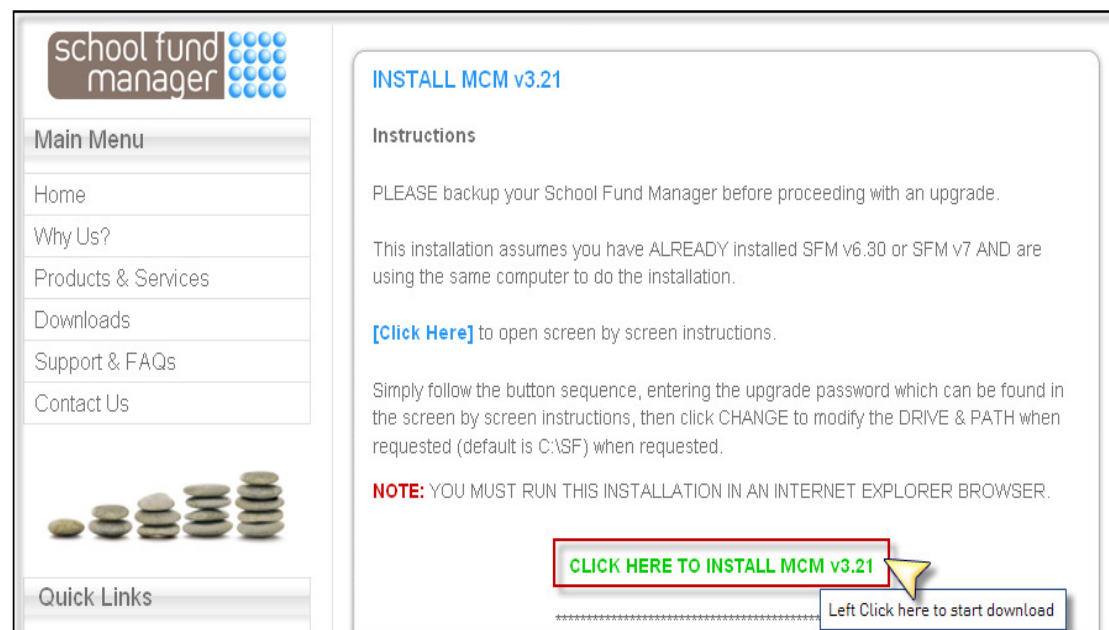 school fund
manager
Main Menu
Home
Why Us?
Products & Services
Downloads
Support & FAQs
Contact Us
Quick Links
INSTALL MCM v3.21
Instructions
PLEASE backup your School Fund Manager before proceeding with an upgrade.
This installation assumes you have ALREADY installed SFM v6.30 or SFM v7 AND are
using the same computer to do the installation.
[Click Here] to open screen by screen instructions.
Simply follow the button sequence, entering the upgrade password which can be found in
the screen by screen instructions, then click CHANGE to modify the DRIVE & PATH when
requested (default is C:\SF) when requested.
NOTE: YOU MUST RUN THIS INSTALLATION IN AN INTERNET EXPLORER BROWSER.
CLICK HERE TO INSTALL MCM v3.21
Left Click here to start download